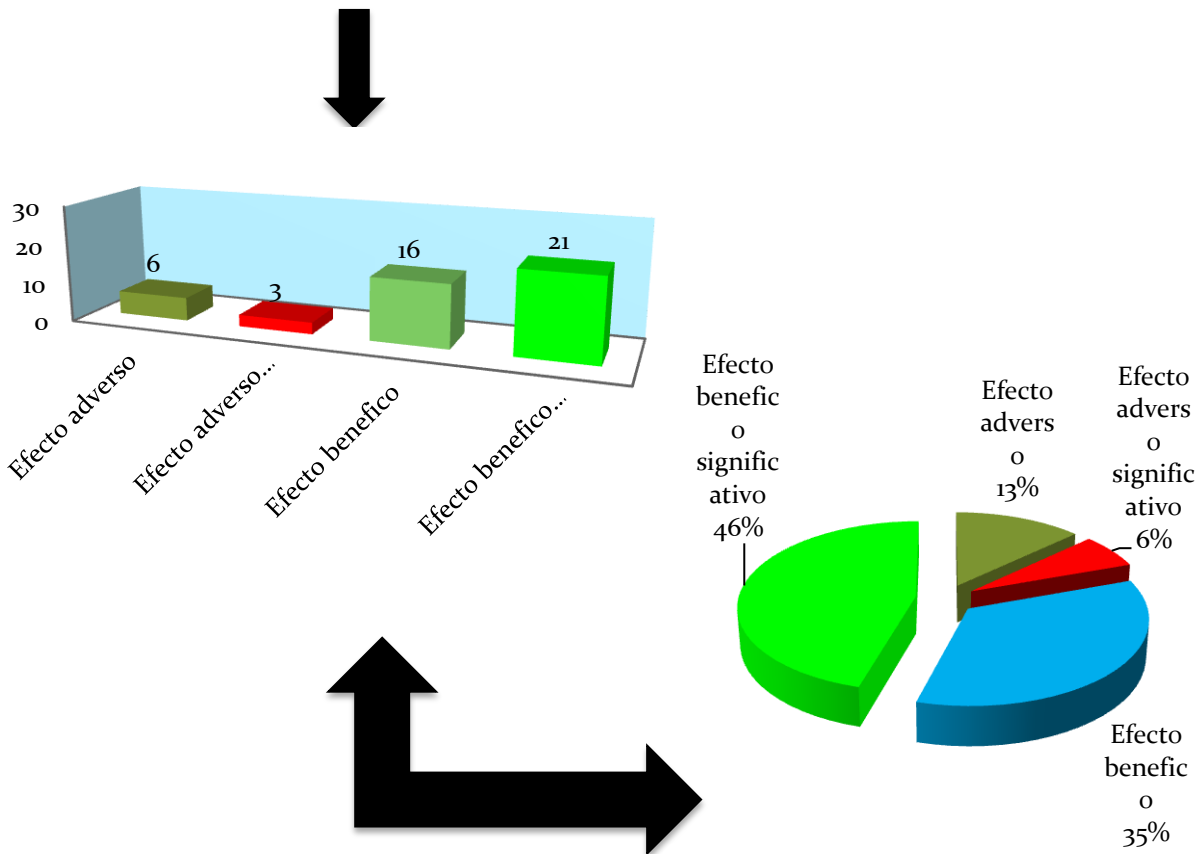 30
20
10
0
6
3
16
21
Efecto adverso
Efecto adverso...
Efecto benefico
Efecto benefico...
Efecto
benefic
o
signific
ativo
46%
Efecto
advers
o
13%
Efecto
advers
o
signific
ativo
6%
Efecto
benefic
o
35%